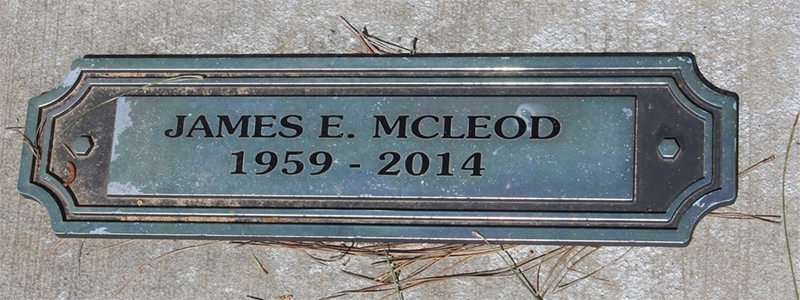 JAMES E. MCLEOD
1959 - 2014